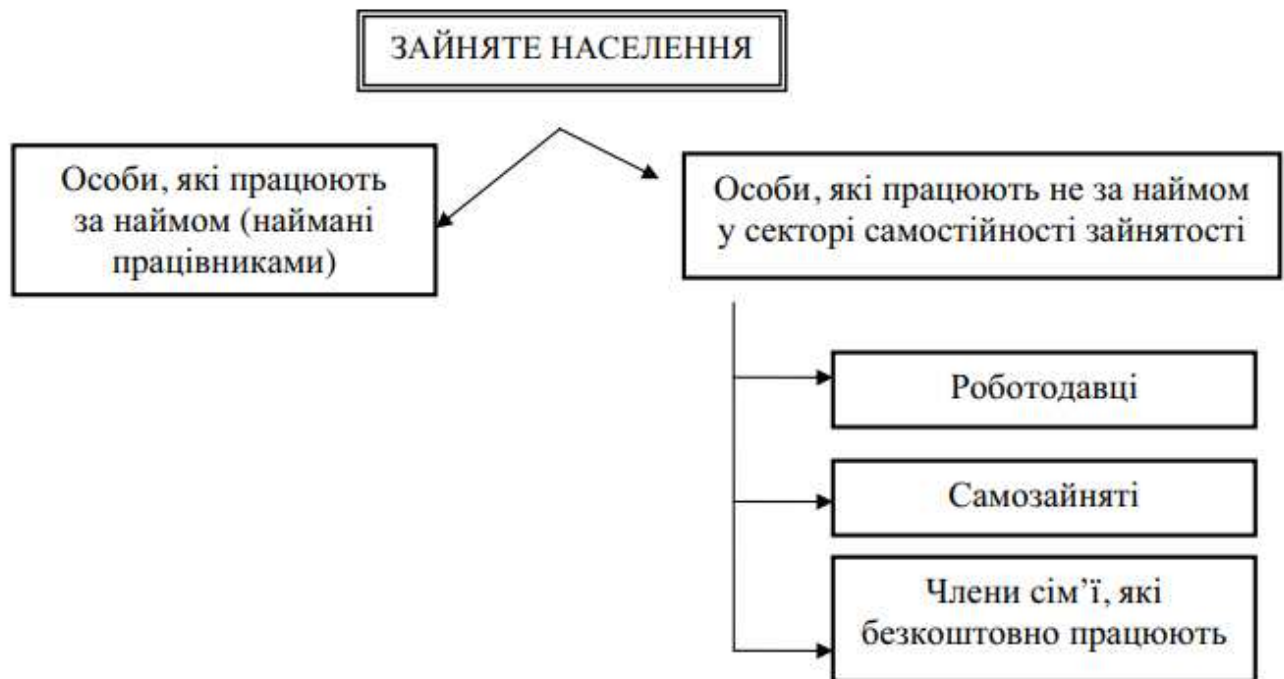 ЗАЙНЯТЕ НАСЕЛЕННЯ
Особи, які працюють
за наймом (наймані
працівниками)
Особи, які працюють не за наймом
у секторі самостійності зайнятості
Роботодавці
Самозайняті
Члени сім’ї, які
безкоштовно працюють